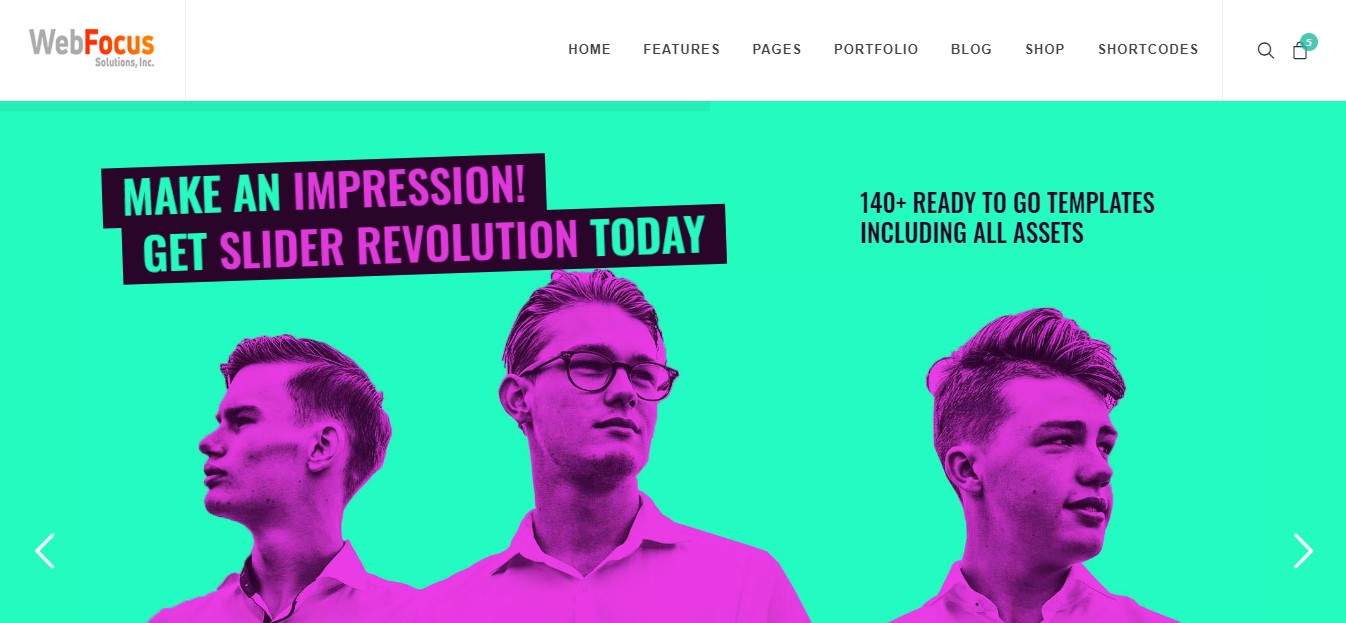 WebFocus
Solutions, Inc.
HOME FEATURES PAGES PORTFOLIO BLOG SHOP SHORTCODES
5
MAKE AN IMPRESSION!
GET SLIDER REVOLUTION TODAY
140+ READY TO GO TEMPLATES
INCLUDING ALL ASSETS